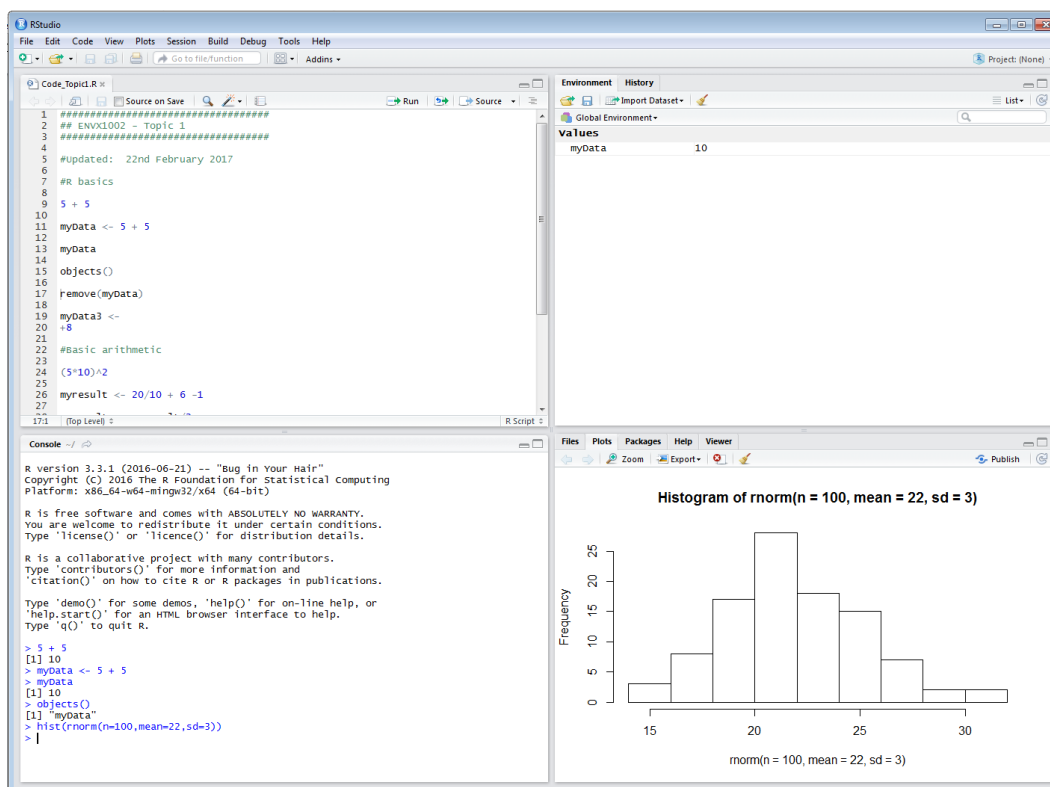 RStudio
File Edit Code View Plots Session Build Debug Tools Help
Go to file/function Addins
Project: (None)
Code_Topic1.R
Source on Save Run Source
1 ###################################
2 ## ENVX1002 - Topic 1
3 ###################################
4
5 #Updated: 22nd February 2017
6
7 #R basics
8
9 5 + 5
10
11 myData <- 5 + 5
12
13 myData
14
15 objects()
16
17 remove(myData)
18
19 myData3 <-
20 +8
21
22 #Basic arithmetic
23
24 (5*10)^2
25
26 myresult <- 20/10 + 6 -1
27
17:1 (Top Level) R Script
Console ~/
R version 3.3.1 (2016-06-21) -- "Bug in Your Hair"
Copyright (C) 2016 The R Foundation for Statistical Computing
Platform: x86_64-w64-mingw32/x64 (64-bit)
R is free software and comes with ABSOLUTELY NO WARRANTY.
You are welcome to redistribute it under certain conditions.
Type 'license()' or 'licence()' for distribution details.
R is a collaborative project with many contributors.
Type 'contributors()' for more information and
'citation()' on how to cite R or R packages in publications.
Type 'demo()' for some demos, 'help()' for on-line help, or
'help.start()' for an HTML browser interface to help.
Type 'q()' to quit R.
> 5 + 5
[1] 10
> myData <- 5 + 5
> myData
[1] 10
> objects()
[1] "myData"
> hist(rnorm(n=100,mean=22,sd=3))
>
Environment History
Import Dataset List
Global Environment
Values
myData 10
Files Plots Packages Help Viewer
Zoom Export Publish
Histogram of rnorm(n = 100, mean = 22, sd = 3)
Frequency
25
20
15
10
5
0
15 20 25 30
rnorm(n = 100, mean = 22, sd = 3)